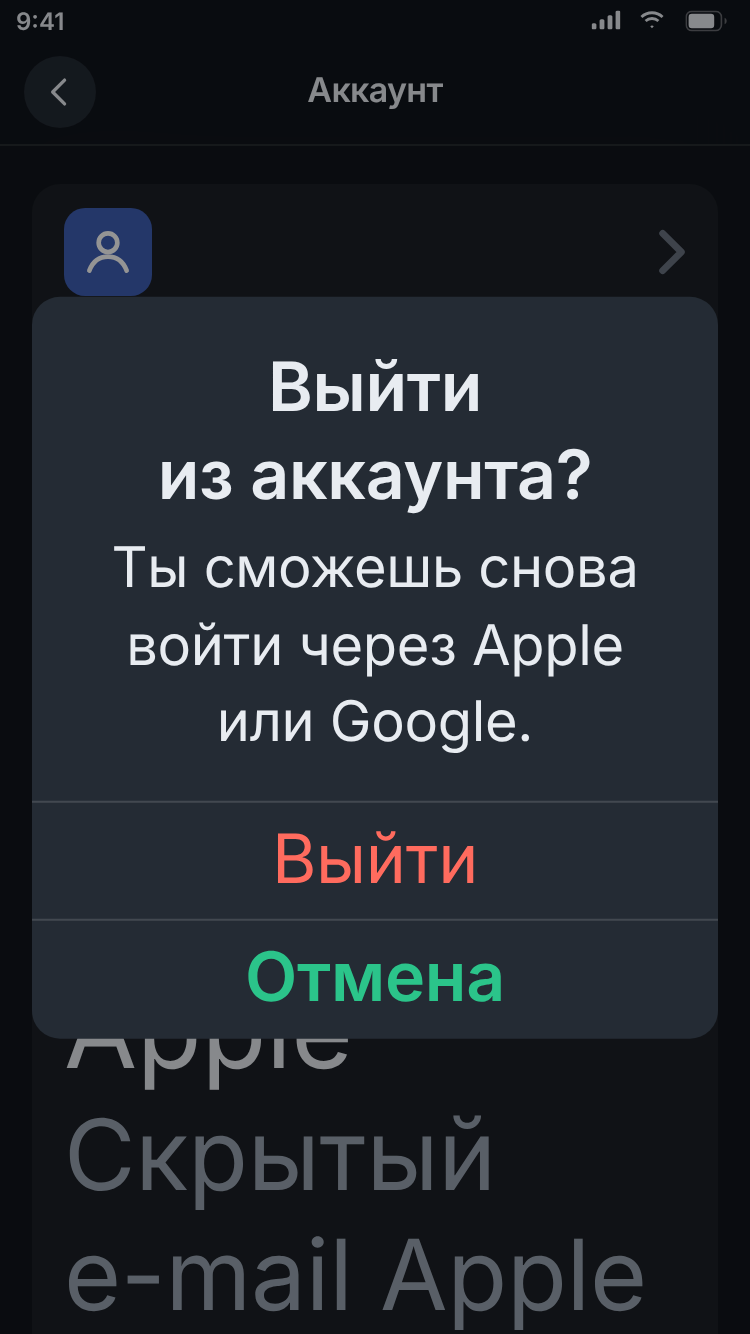 9:41
Аккаунт
Выйти
из аккаунта?
Ты сможешь снова
войти через Apple
или Google.
Выйти
Отмена
Apple
Скрытый
e-mail Apple